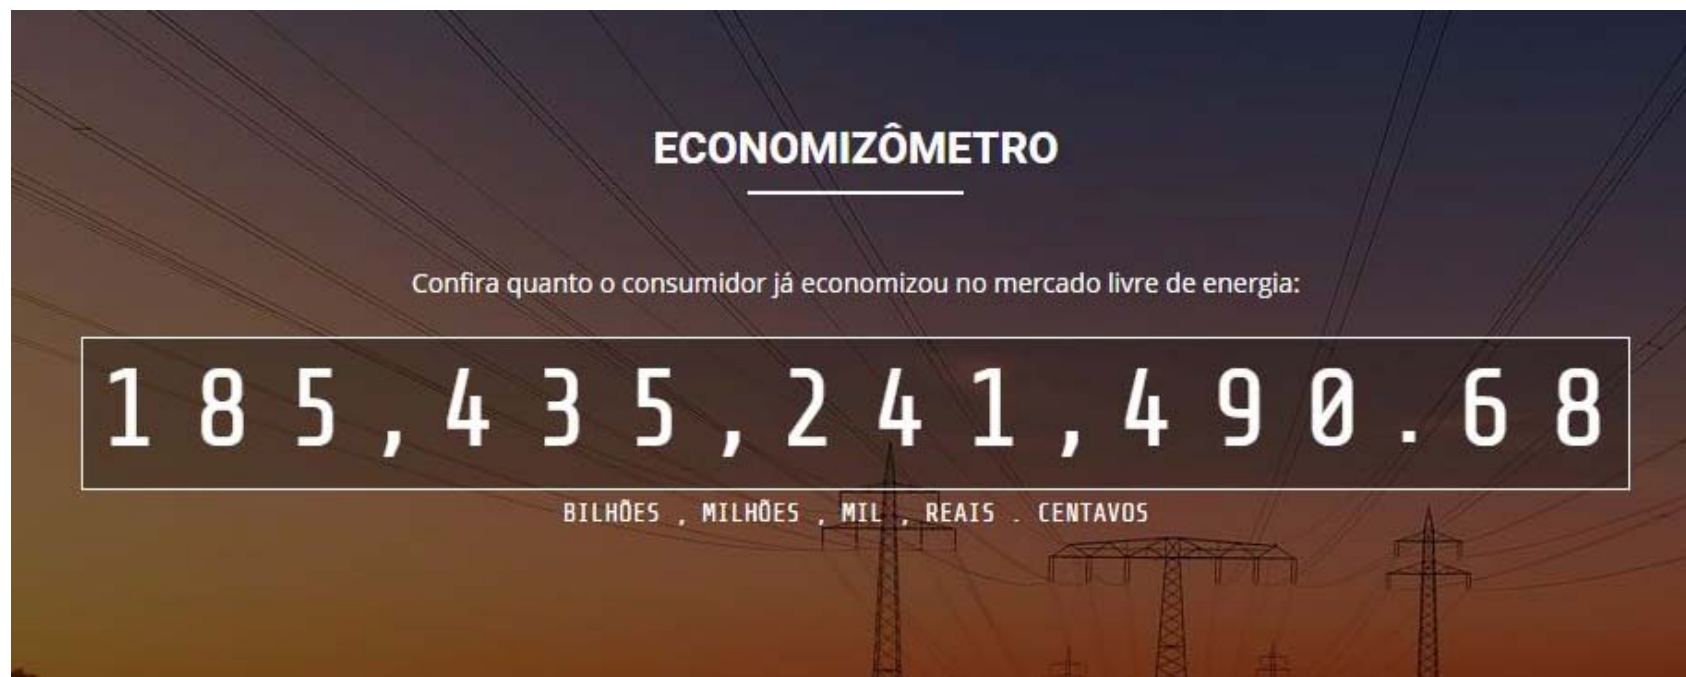 ECONOMIZÔMETRO
Confira quanto o consumidor já economizou no mercado livre de energia:
185,435,241,490.68
BILHÕES , MILHÕES , MIL , REAIS . CENTAVOS